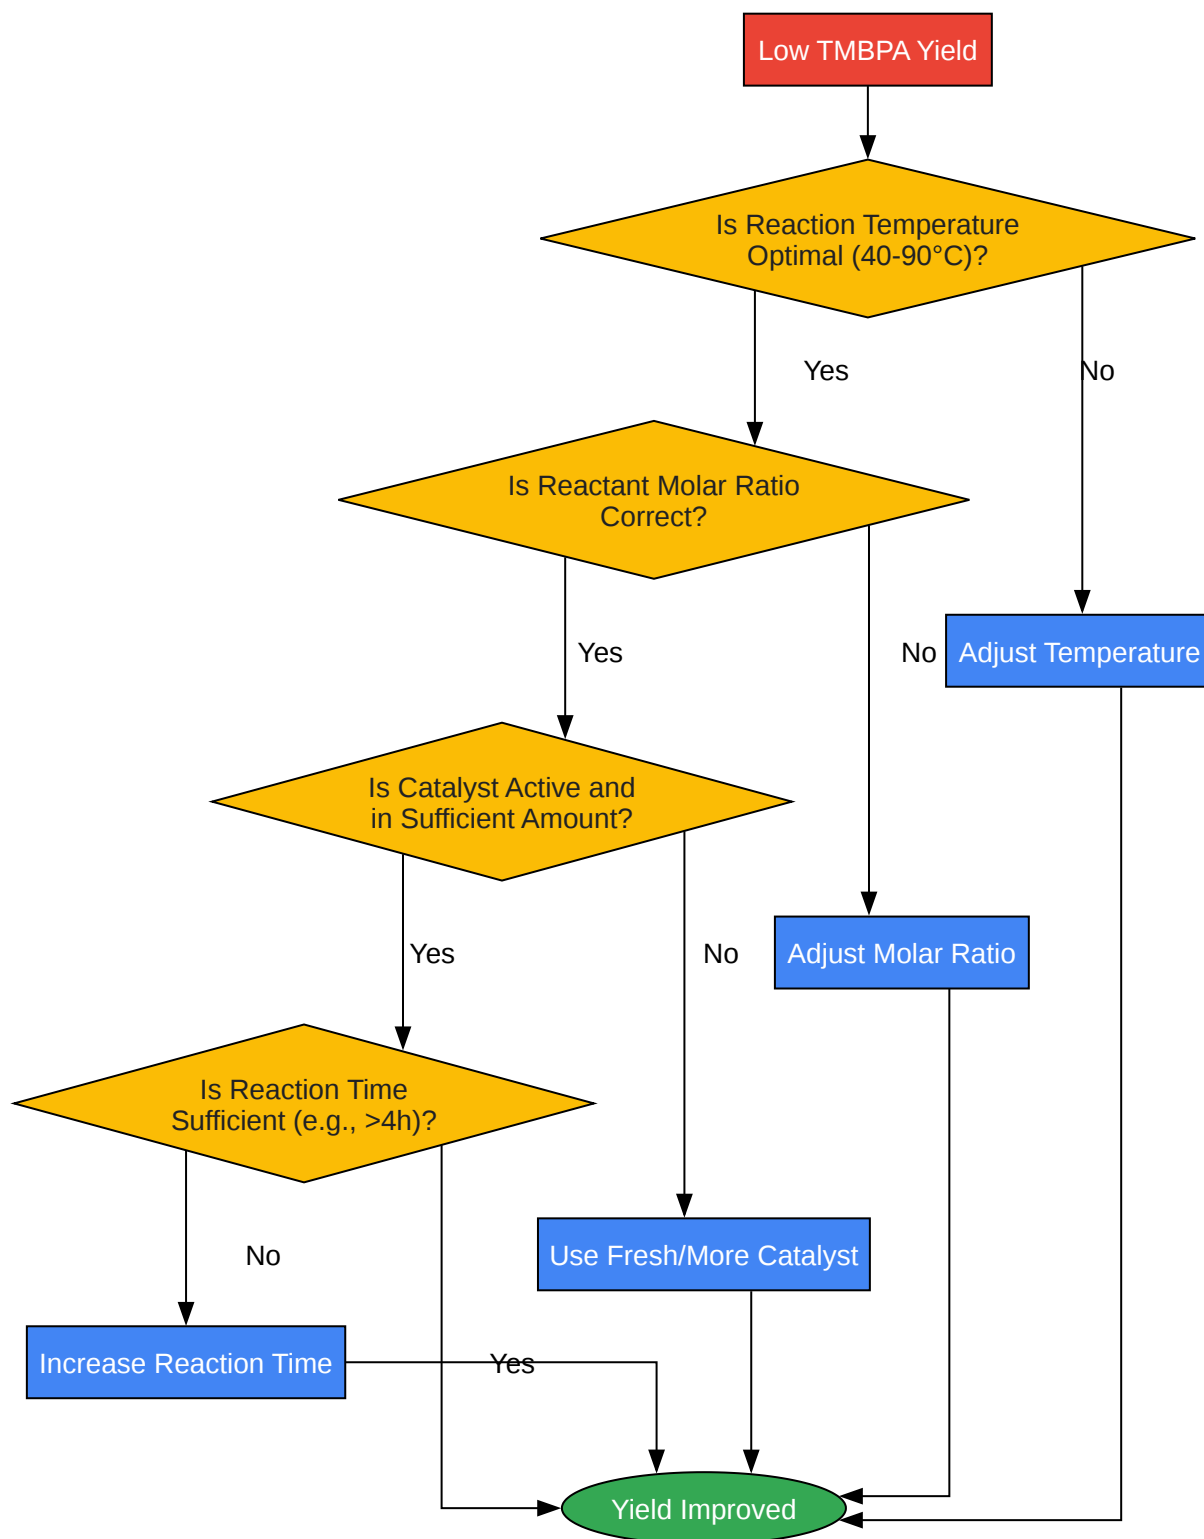 Low TMBPA Yield
Is Reaction Temperature
Optimal (40-90°C)?
Yes
No
Is Reactant Molar Ratio
Correct?
Yes
No
Adjust Temperature
Is Catalyst Active and
in Sufficient Amount?
Yes
No
Adjust Molar Ratio
Is Reaction Time
Sufficient (e.g., >4h)?
No
Use Fresh/More Catalyst
Increase Reaction Time
Yes
Yield Improved